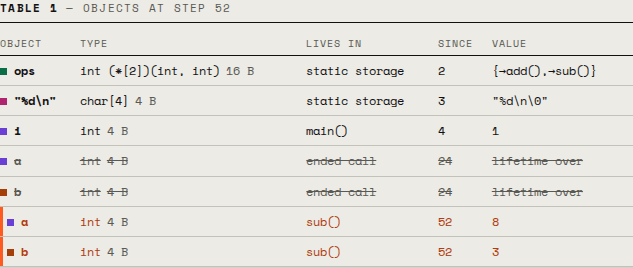 TABLE 1 — OBJECTS AT STEP 52
OBJECT TYPE LIVES IN SINCE VALUE
ops int (*[2])(int, int) 16 B static storage 2 {→add(),→sub()}
"%d\n" char[4] 4 B static storage 3 "%d\n\0"
i int 4 B main() 4 1
a int 4 B ended call 24 lifetime over
b int 4 B ended call 24 lifetime over
a int 4 B sub() 52 8
b int 4 B sub() 52 3